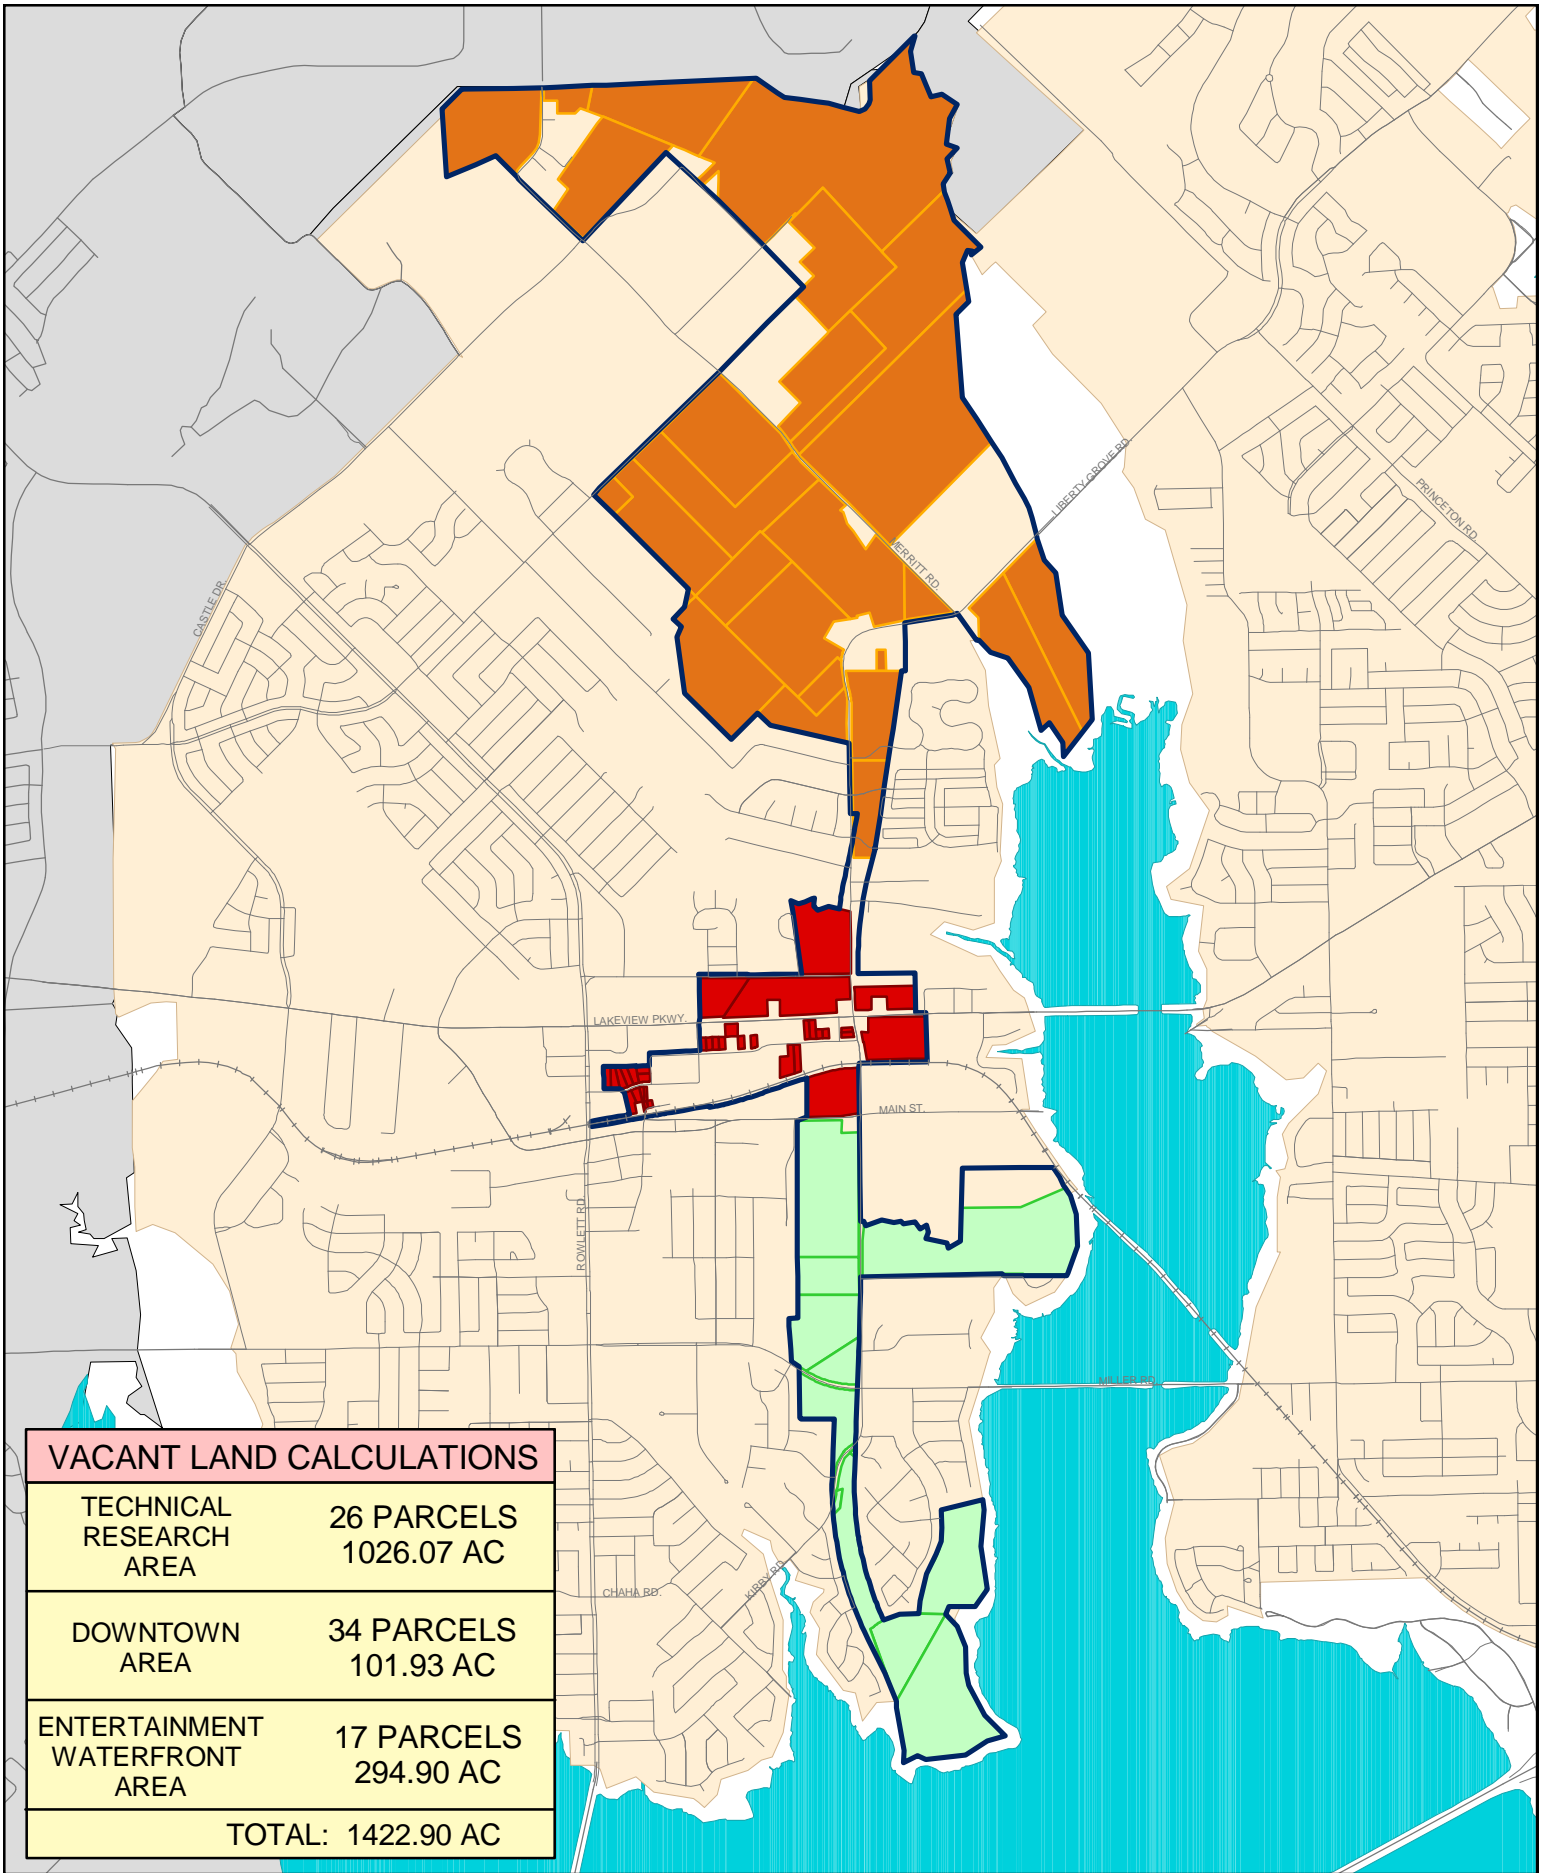 LIBERTY GROVE RD
PRINCETON RD
MERRITT RD
CASTLE DR.
LAKEVIEW PKWY.
MAIN ST.
ROWLETT RD
MILLER RD
KIRBY RD
CHAHA RD.
VACANT LAND CALCULATIONS
TECHNICAL
RESEARCH
AREA
26 PARCELS
1026.07 AC
DOWNTOWN
AREA
34 PARCELS
101.93 AC
ENTERTAINMENT
WATERFRONT
AREA
17 PARCELS
294.90 AC
TOTAL: 1422.90 AC